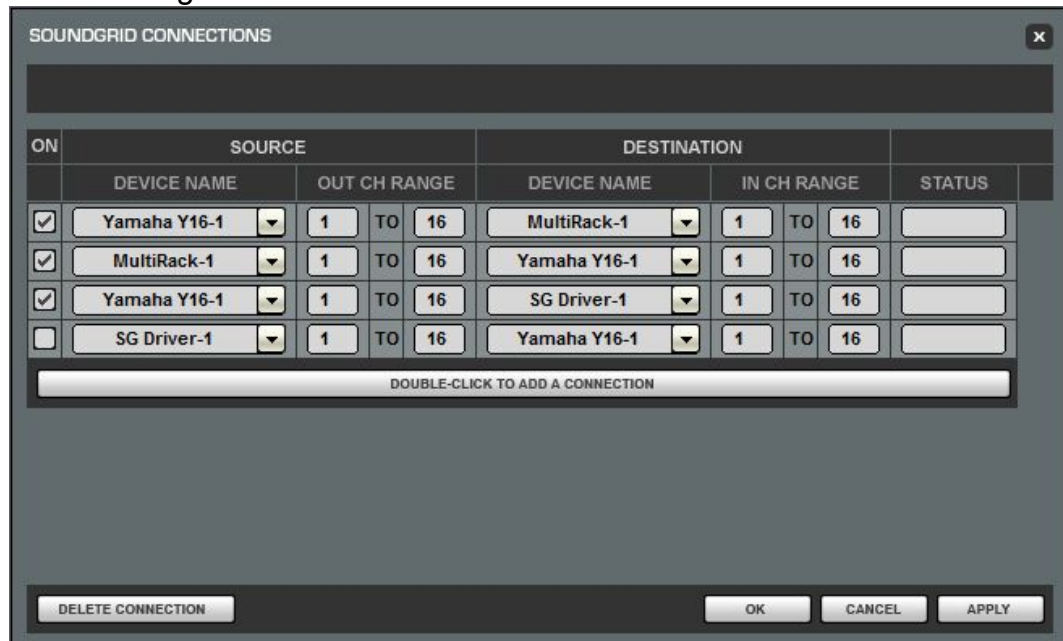 SOUNDGRID CONNECTIONS
ON SOURCE DESTINATION
DEVICE NAME OUT CH RANGE DEVICE NAME IN CH RANGE STATUS
Yamaha Y16-1 1 TO 16 MultiRack-1 1 TO 16
MultiRack-1 1 TO 16 Yamaha Y16-1 1 TO 16
Yamaha Y16-1 1 TO 16 SG Driver-1 1 TO 16
SG Driver-1 1 TO 16 Yamaha Y16-1 1 TO 16
DOUBLE-CLICK TO ADD A CONNECTION
DELETE CONNECTION OK CANCEL APPLY